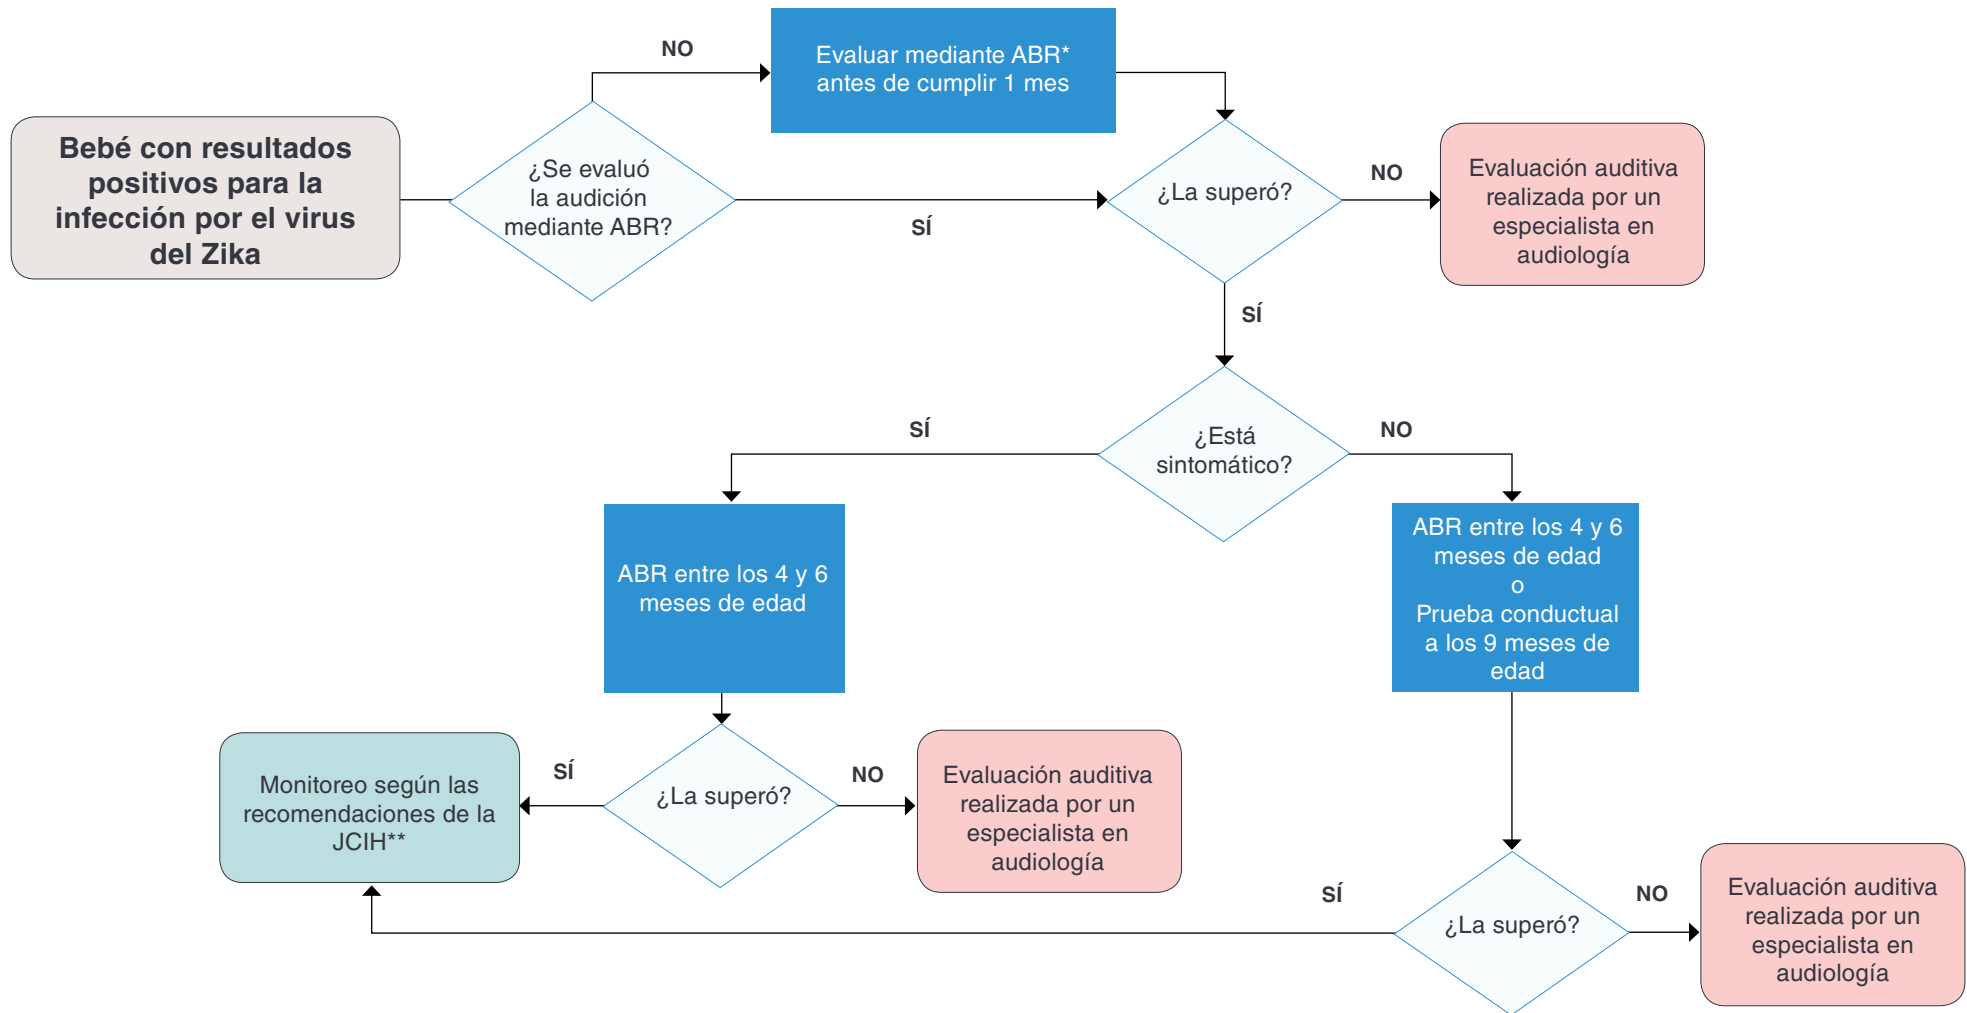 NO
Evaluar mediante ABR*
antes de cumplir 1 mes
Bebé con resultados
positivos para la
infección por el virus
del Zika
¿Se evaluó
la audición
mediante ABR?
SÍ
¿La superó?
NO
Evaluación auditiva
realizada por un
especialista en
audiología
SÍ
¿Está
sintomático?
SÍ
NO
ABR entre los 4 y 6
meses de edad
ABR entre los 4 y 6
meses de edad
o
Prueba conductual
a los 9 meses de
edad
Monitoreo según las
recomendaciones de la
JCIH**
SÍ
¿La superó?
NO
Evaluación auditiva
realizada por un
especialista en
audiología
SÍ
¿La superó?
NO
Evaluación auditiva
realizada por un
especialista en
audiología